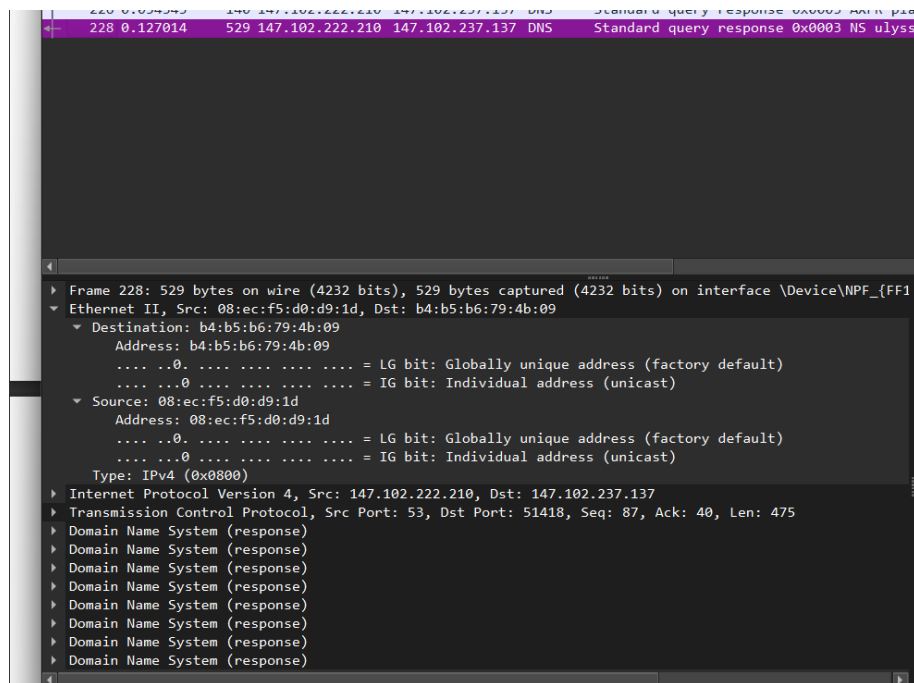 228 0.127014 529 147.102.222.210 147.102.237.137 DNS Standard query response 0x0003 NS ulyss
Frame 228: 529 bytes on wire (4232 bits), 529 bytes captured (4232 bits) on interface \Device\NPF_{FF1
Ethernet II, Src: 08:ec:f5:d0:d9:1d, Dst: b4:b5:b6:79:4b:09
Destination: b4:b5:b6:79:4b:09
Address: b4:b5:b6:79:4b:09
.... ..0. .... .... .... .... = LG bit: Globally unique address (factory default)
.... ...0 .... .... .... .... = IG bit: Individual address (unicast)
Source: 08:ec:f5:d0:d9:1d
Address: 08:ec:f5:d0:d9:1d
.... ..0. .... .... .... .... = LG bit: Globally unique address (factory default)
.... ...0 .... .... .... .... = IG bit: Individual address (unicast)
Type: IPv4 (0x0800)
Internet Protocol Version 4, Src: 147.102.222.210, Dst: 147.102.237.137
Transmission Control Protocol, Src Port: 53, Dst Port: 51418, Seq: 87, Ack: 40, Len: 475
Domain Name System (response)
Domain Name System (response)
Domain Name System (response)
Domain Name System (response)
Domain Name System (response)
Domain Name System (response)
Domain Name System (response)
Domain Name System (response)